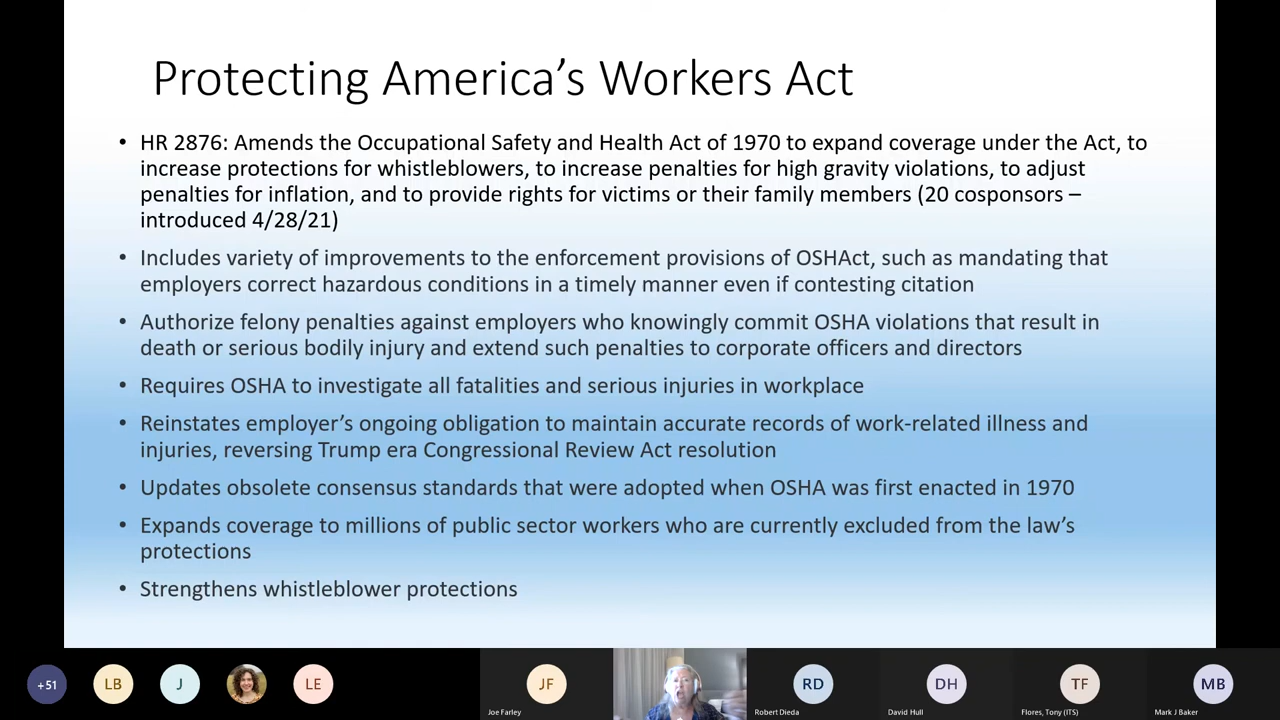 Protecting America's Workers Act
• HR 2876: Amends the Occupational Safety and Health Act of 1970 to expand coverage under the Act, to
increase protections for whistleblowers, to increase penalties for high gravity violations, to adjust
penalties for inflation, and to provide rights for victims or their family members (20 cosponsors –
introduced 4/28/21)
• Includes variety of improvements to the enforcement provisions of OSHAct, such as mandating that
employers correct hazardous conditions in a timely manner even if contesting citation
• Authorize felony penalties against employers who knowingly commit OSHA violations that result in
death or serious bodily injury and extend such penalties to corporate officers and directors
• Requires OSHA to investigate all fatalities and serious injuries in workplace
• Reinstates employer's ongoing obligation to maintain accurate records of work-related illness and
injuries, reversing Trump era Congressional Review Act resolution
• Updates obsolete consensus standards that were adopted when OSHA was first enacted in 1970
• Expands coverage to millions of public sector workers who are currently excluded from the law's
protections
• Strengthens whistleblower protections
+51
LB
J
LE
JF
RD
DH
TF
MB
Joe Farley
Robert Dieda
David Hull
Flores, Tony (ITS)
Mark J Baker